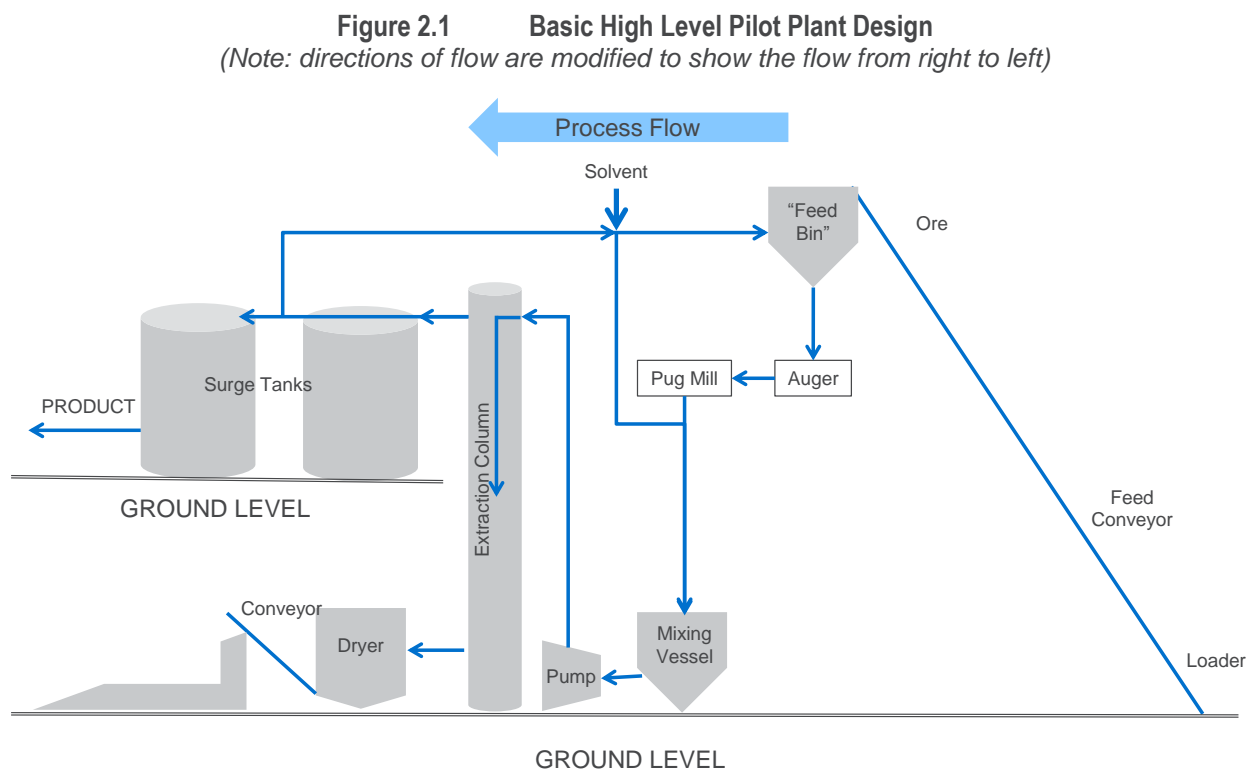 Figure 2.1 Basic High Level Pilot Plant Design
(Note: directions of flow are modified to show the flow from right to left)
Process Flow
Solvent
“Feed
Bin”
Ore
Pug Mill
Auger
Surge Tanks
PRODUCT
Extraction Column
GROUND LEVEL
Feed
Conveyor
Conveyor
Dryer
Mixing
Vessel
Pump
Loader
GROUND LEVEL